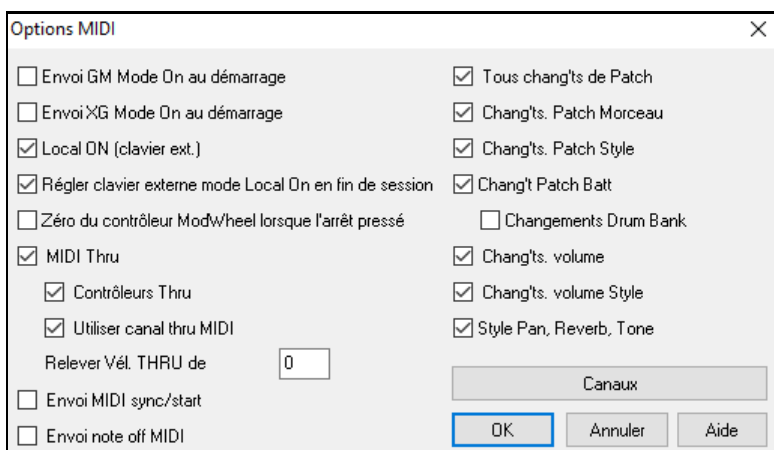 Options MIDI
Envoi GM Mode On au démarrage
Envoi XG Mode On au démarrage
Local ON (clavier ext.)
Régler clavier externe mode Local On en fin de session
Zéro du contrôleur ModWheel lorsque l'arrêt pressé
MIDI Thru
Contrôleurs Thru
Utiliser canal thru MIDI
Relever Vél. THRU de 0
Envoi MIDI sync/start
Envoi note off MIDI
Tous chang'ts de Patch
Chang'ts. Patch Morceau
Chang'ts. Patch Style
Chang't Patch Batt
Changements Drum Bank
Chang'ts. volume
Chang'ts. volume Style
Style Pan, Reverb, Tone
Canaux
OK Annuler Aide